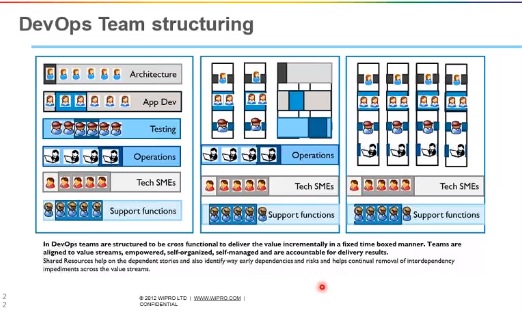 DevOps Team structuring
Architecture
App Dev
Testing
Operations
Tech SMEs
Support functions
Operations
Tech SMEs
Support functions
Tech SMEs
Support functions
In DevOps teams are structured to be cross functional to deliver the value incrementally in a fixed time boxed manner. Teams are
aligned to value streams, empowered, self-organized, self-managed and are accountable for delivery results.
Shared Resources help on the dependent stories and also identify way early dependencies and risks and helps continual removal of interdependency
impediments across the value streams.
2
2
© 2012 WIPRO LTD | WWW.WIPRO.COM |
CONFIDENTIAL